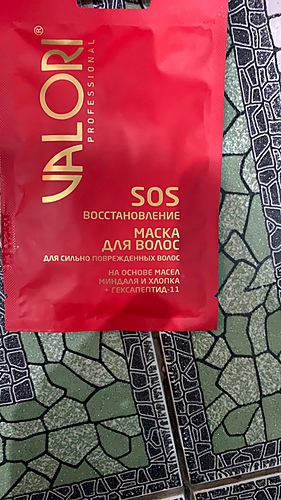 VALORI®
PROFESSIONAL
SOS
ВОССТАНОВЛЕНИЕ
МАСКА
ДЛЯ ВОЛОС
ДЛЯ СИЛЬНО ПОВРЕЖДЕННЫХ ВОЛОС
НА ОСНОВЕ МАСЕЛ
МИНДАЛЯ И ХЛОПКА
+ ГЕКСАПЕПТИД-11